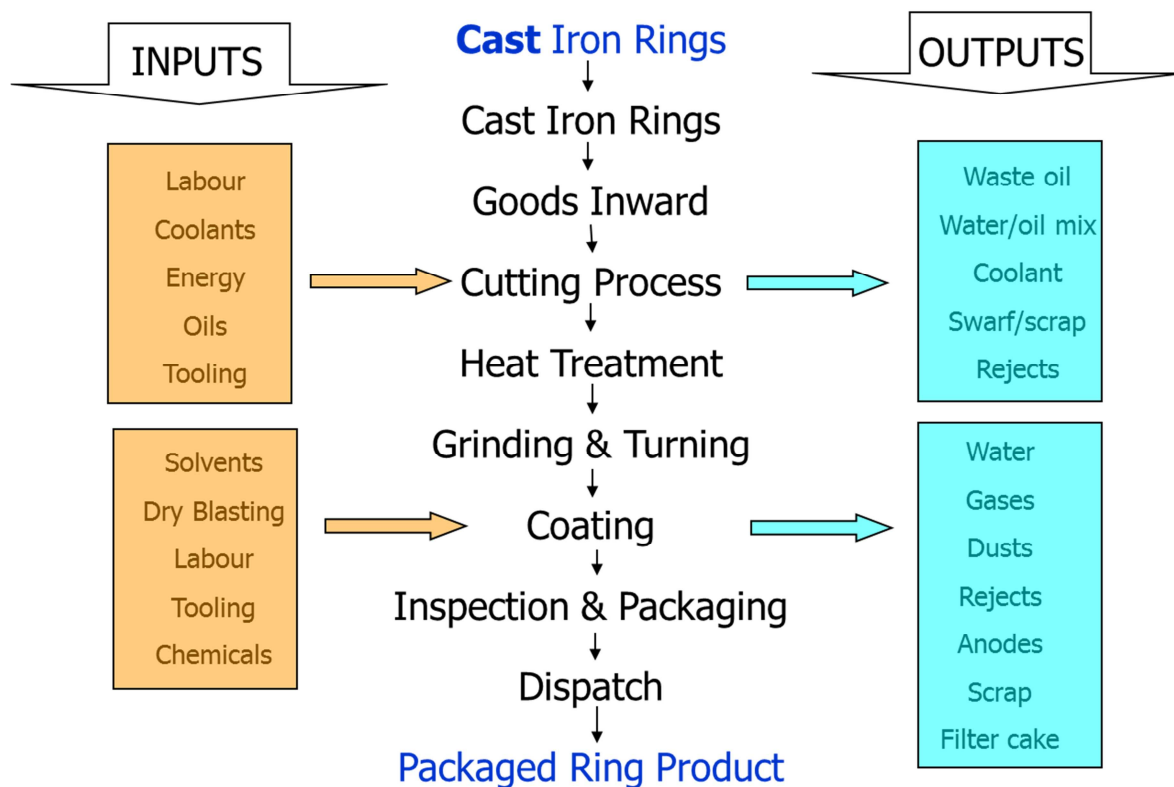 INPUTS
Labour
Coolants
Energy
Oils
Tooling
Solvents
Dry Blasting
Labour
Tooling
Chemicals
Cast Iron Rings
Cast Iron Rings
Goods Inward
Cutting Process
Heat Treatment
Grinding & Turning
Coating
Inspection & Packaging
Dispatch
Packaged Ring Product
OUTPUTS
Waste oil
Water/oil mix
Coolant
Swarf/scrap
Rejects
Water
Gases
Dusts
Rejects
Anodes
Scrap
Filter cake